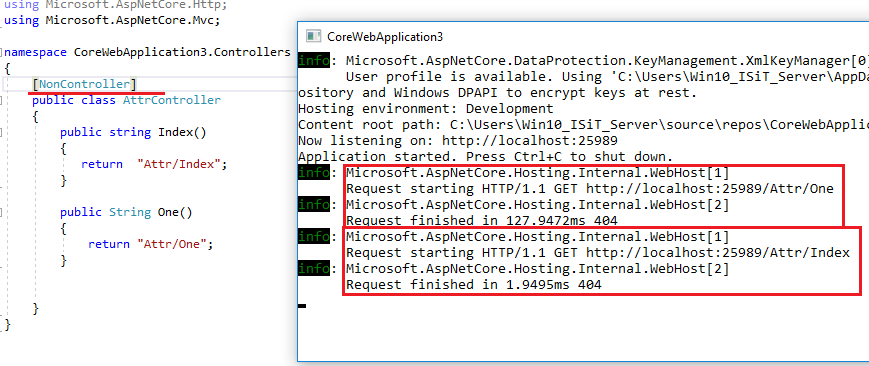 using Microsoft.AspNetCore.Http;
using Microsoft.AspNetCore.Mvc;
namespace CoreWebApplication3.Controllers
{
[NonController]
public class AttrController
{
public string Index()
{
return "Attr/Index";
}
public String One()
{
return "Attr/One";
}
}
}
CoreWebApplication3
info: Microsoft.AspNetCore.DataProtection.KeyManagement.XmlKeyManager[0]
User profile is available. Using 'C:\Users\Win10_ISiT_Server\AppDa
ository and Windows DPAPI to encrypt keys at rest.
Hosting environment: Development
Content root path: C:\Users\Win10_ISiT_Server\source\repos\CoreWebApplic
Now listening on: http://localhost:25989
Application started. Press Ctrl+C to shut down.
info: Microsoft.AspNetCore.Hosting.Internal.WebHost[1]
Request starting HTTP/1.1 GET http://localhost:25989/Attr/One
info: Microsoft.AspNetCore.Hosting.Internal.WebHost[2]
Request finished in 127.9472ms 404
info: Microsoft.AspNetCore.Hosting.Internal.WebHost[1]
Request starting HTTP/1.1 GET http://localhost:25989/Attr/Index
info: Microsoft.AspNetCore.Hosting.Internal.WebHost[2]
Request finished in 1.9495ms 404